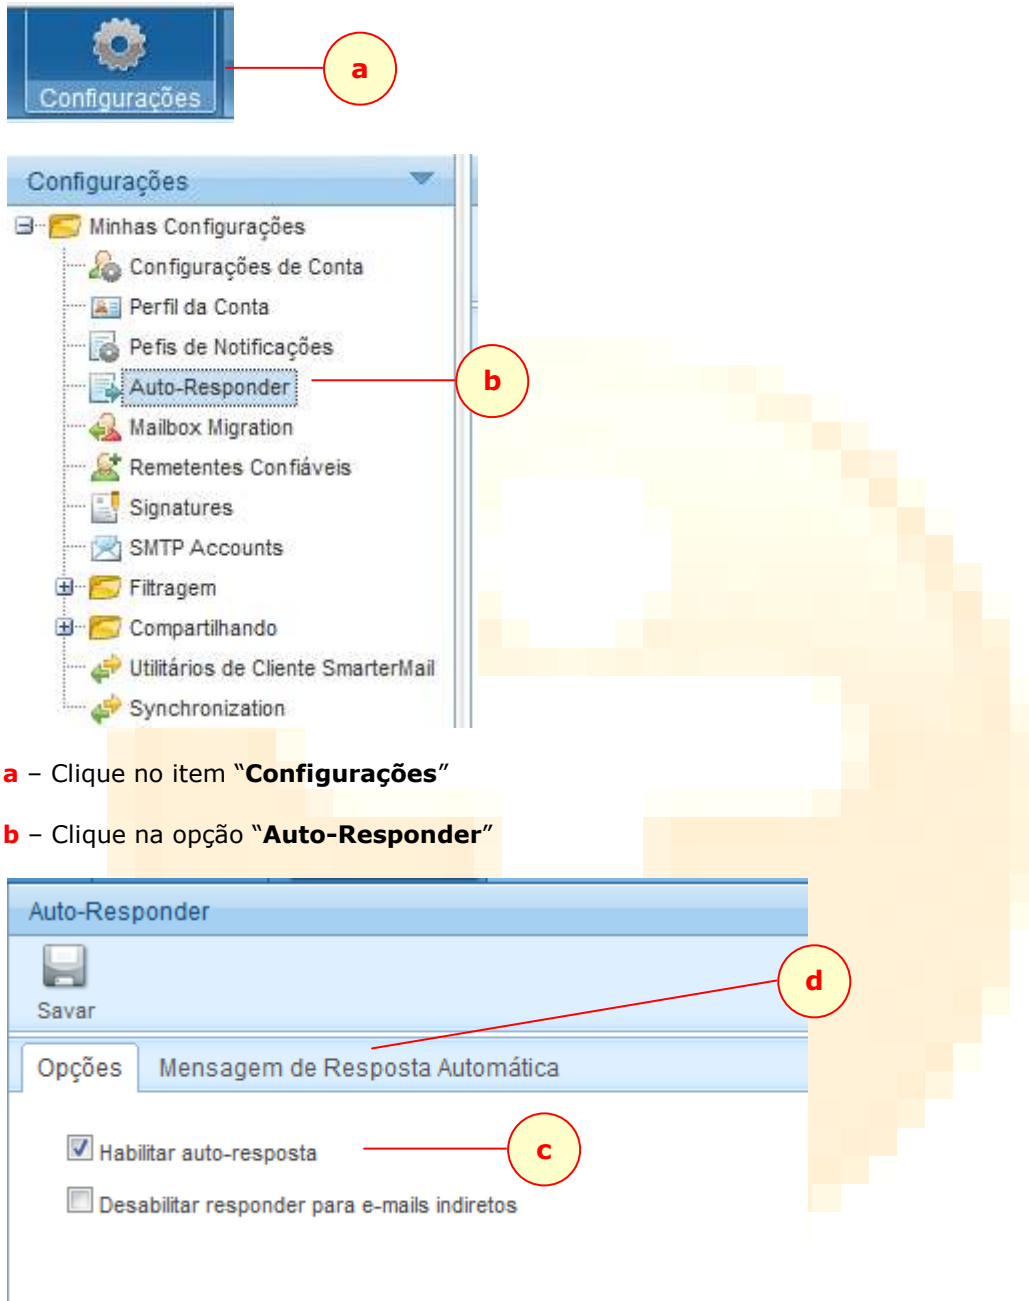 Configurações
a
Configurações
Minhas Configurações
Configurações de Conta
Perfil da Conta
Pefis de Notificações
Auto-Responder
b
Mailbox Migration
Remetentes Confiáveis
Signatures
SMTP Accounts
Filtragem
Compartilhando
Utilitários de Cliente SmarterMail
Synchronization
a – Clique no item “Configurações”
b – Clique na opção “Auto-Responder”
Auto-Responder
d
Savar
Opções Mensagem de Resposta Automática
Habilitar auto-resposta
c
Desabilitar responder para e-mails indiretos